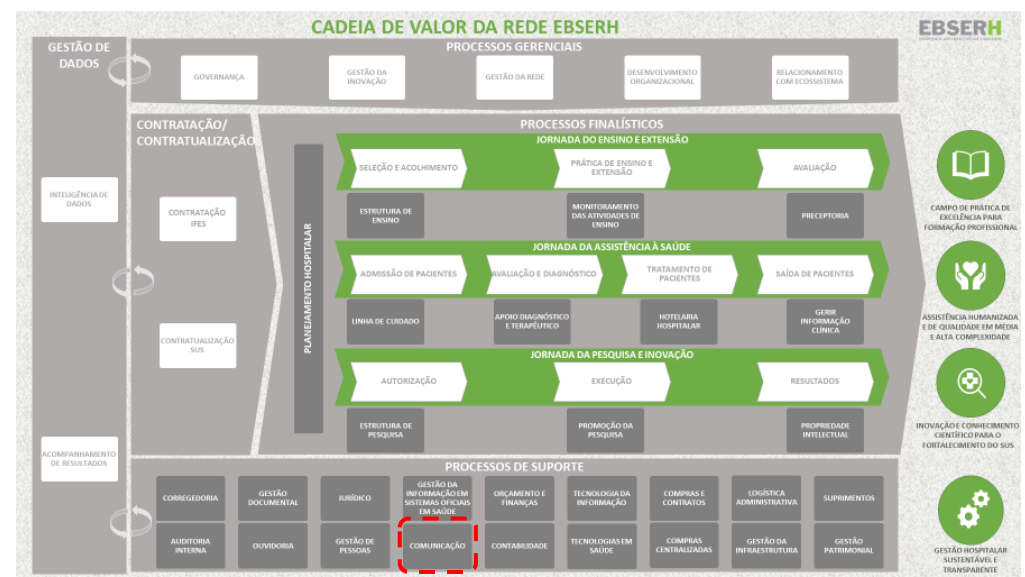 CADEIA DE VALOR DA REDE EBSERH
EBSERH
GESTÃO DE
DADOS
INTELIGÊNCIA DE
DADOS
ACOMPANHAMENTO
DE RESULTADOS
PROCESSOS GERENCIAIS
GOVERNANÇA
GESTÃO DA
INOVAÇÃO
GESTÃO DA REDE
DESENVOLVIMENTO
ORGANIZACIONAL
RELACIONAMENTO
COM ECOSSISTEMA
CONTRATAÇÃO/
CONTRATUALIZAÇÃO
CONTRATAÇÃO
IFES
CONTRATUALIZAÇÃO
SUS
PROCESSOS FINALÍSTICOS
PLANEJAMENTO HOSPITALAR
JORNADA DO ENSINO E EXTENSÃO
SELEÇÃO E ACOLHIMENTO
PRÁTICA DE ENSINO E
EXTENSÃO
AVALIAÇÃO
ESTRUTURA DE
ENSINO
MONITORAMENTO
DAS ATIVIDADES DE
ENSINO
PRECEPTORIA
JORNADA DA ASSISTÊNCIA À SAÚDE
ADMISSÃO DE PACIENTES
AVALIAÇÃO E DIAGNÓSTICO
TRATAMENTO DE
PACIENTES
SAÍDA DE PACIENTES
LINHA DE CUIDADO
APOIO DIAGNÓSTICO
E TERAPÊUTICO
HOTELARIA
HOSPITALAR
GERIR
INFORMAÇÃO
CLÍNICA
JORNADA DA PESQUISA E INOVAÇÃO
AUTORIZAÇÃO
EXECUÇÃO
RESULTADOS
ESTRUTURA DE
PESQUISA
PROMOÇÃO DA
PESQUISA
PROPRIEDADE
INTELECTUAL
PROCESSOS DE SUPORTE
CORREGEDORIA
GESTÃO
DOCUMENTAL
JURÍDICO
GESTÃO DA
INFORMAÇÃO EM
SISTEMAS OFICIAIS
EM SAÚDE
ORÇAMENTO E
FINANÇAS
TECNOLOGIA DA
INFORMAÇÃO
COMPRAS E
CONTRATOS
LOGÍSTICA
ADMINISTRATIVA
SUPRIMENTOS
AUDITORIA
INTERNA
OUVIDORIA
GESTÃO DE
PESSOAS
COMUNICAÇÃO
CONTABILIDADE
TECNOLOGIAS EM
SAÚDE
COMPRAS
CENTRALIZADAS
GESTÃO DA
INFRAESTRUTURA
GESTÃO
PATRIMONIAL
CAMPO DE PRÁTICA DE
EXCELÊNCIA PARA
FORMAÇÃO PROFISSIONAL
ASSISTÊNCIA HUMANIZADA
E DE QUALIDADE EM MÉDIA
E ALTA COMPLEXIDADE
INOVAÇÃO E CONHECIMENTO
CIENTÍFICO PARA O
FORTALECIMENTO DO SUS
GESTÃO HOSPITALAR
SUSTENTÁVEL E
TRANSPARENTE